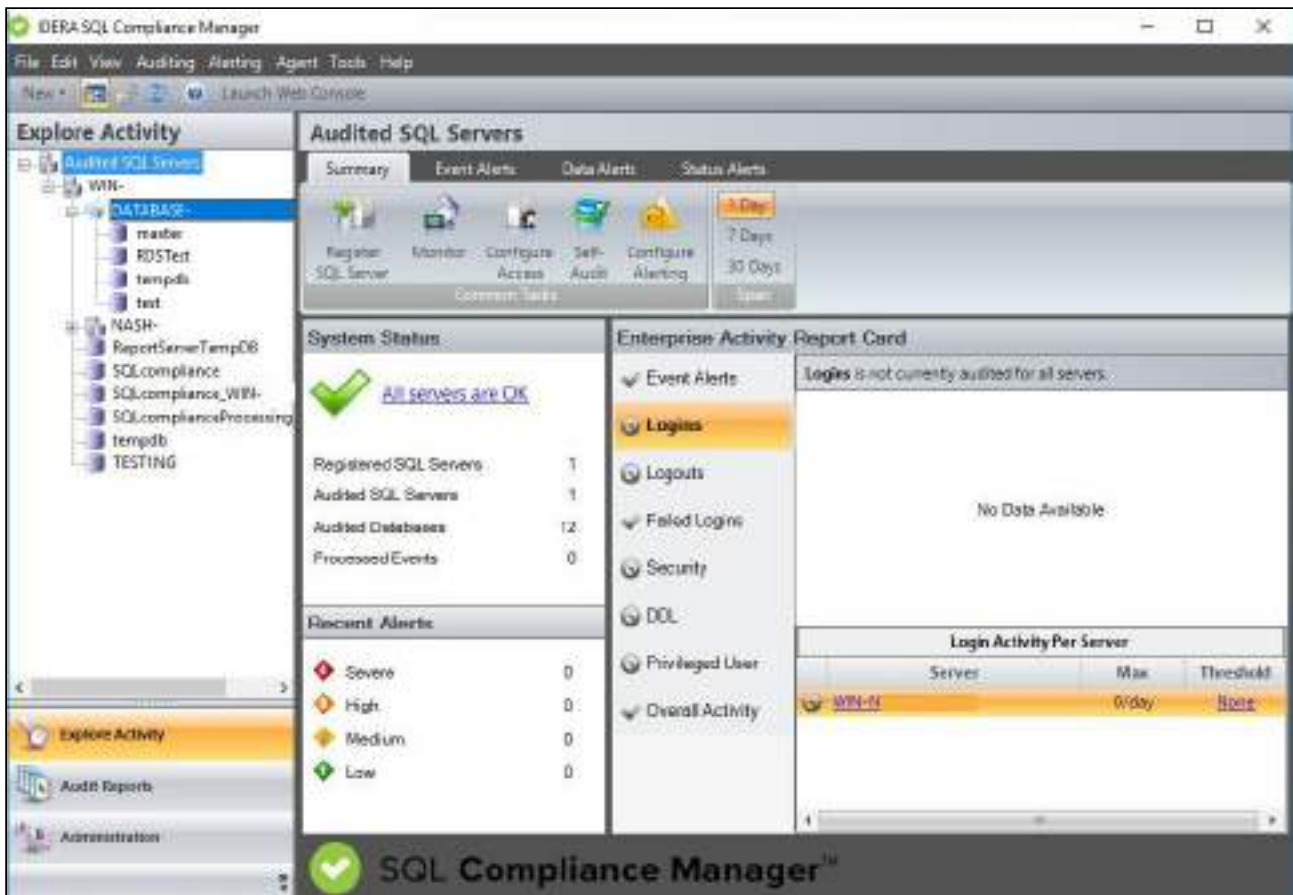 IDERA SQL Compliance Manager
File Edit View Auditing Alerting Agent Tools Help
New Launch Web Console
Explore Activity
Audited SQL Servers
WIN-
DATABASE-
master
RDSTest
tempdb
test
NASH-
ReportServerTempDB
SQLcompliance
SQLcompliance_WIN-
SQLcomplianceProcessing
tempdb
TESTING
Explore Activity
Audit Reports
Administration
Audited SQL Servers
Summary Event Alerts Data Alerts Status Alerts
Register SQL Server
Monitor
Configure Access
Self-Audit
Configure Alerting
Common Tasks
1 Day
7 Days
30 Days
Span
System Status
All servers are OK
Registered SQL Servers 1
Audited SQL Servers 1
Audited Databases 12
Processed Events 0
Recent Alerts
Severe 0
High 0
Medium 0
Low 0
Enterprise Activity Report Card
Event Alerts
Logins
Logouts
Failed Logins
Security
DDL
Privileged User
Overall Activity
Logins is not currently audited for all servers.
No Data Available
Login Activity Per Server
Server Max Threshold
WIN-N 0/day None
SQL Compliance Manager™